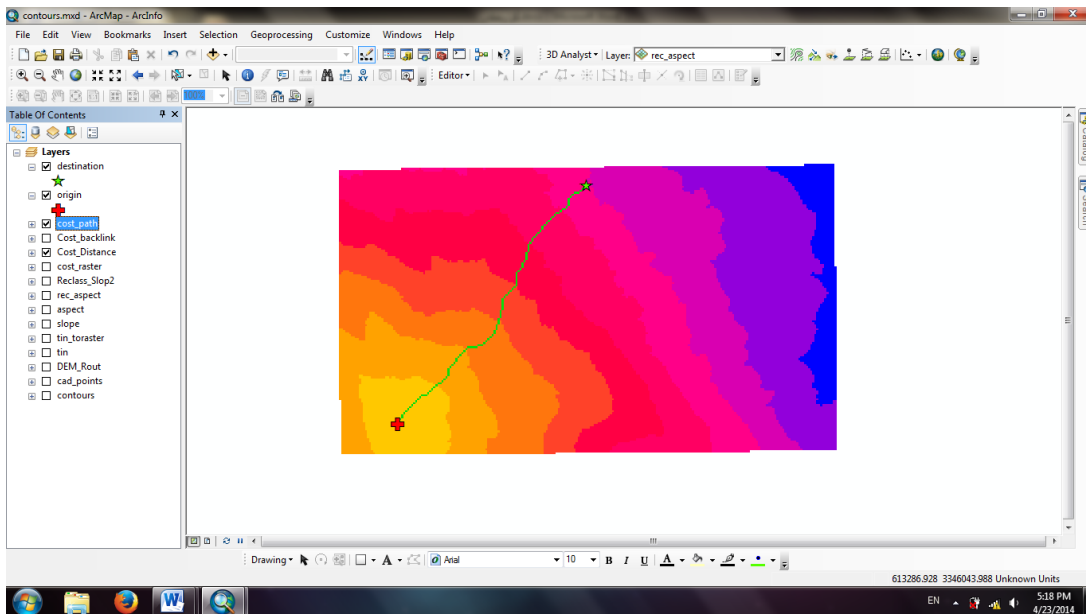 contours.mxd - ArcMap - ArcInfo
File Edit View Bookmarks Insert Selection Geoprocessing Customize Windows Help
3D Analyst Layer: rec_aspect
Editor
100%
Table Of Contents
Layers
destination
origin
cost_path
Cost_backlink
Cost_Distance
cost_raster
Reclass_Slop2
rec_aspect
aspect
slope
tin_toraster
tin
DEM_Rout
cad_points
contours
Drawing A Arial 10 B I U A
613286.928 3346043.988 Unknown Units
EN 5:18 PM
4/23/2014